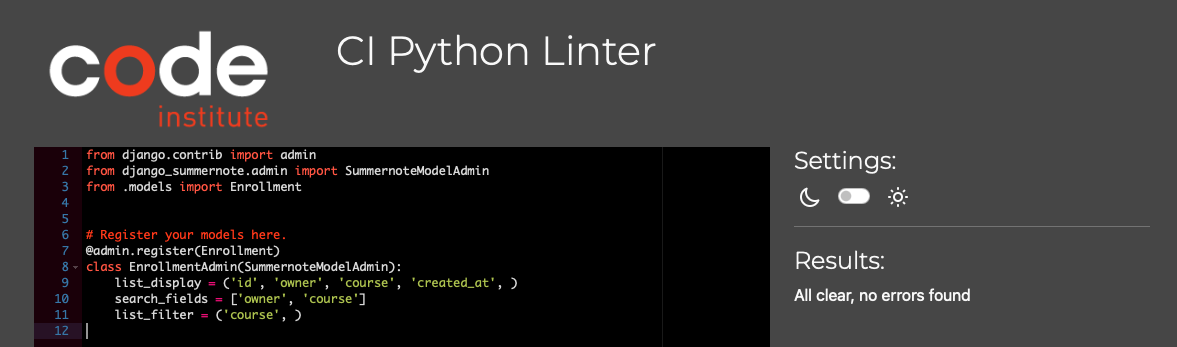 code
institute
CI Python Linter
1 from django.contrib import admin
2 from django_summernote.admin import SummernoteModelAdmin
3 from .models import Enrollment
4
5
6 # Register your models here.
7 @admin.register(Enrollment)
8 class EnrollmentAdmin(SummernoteModelAdmin):
9     list_display = ('id', 'owner', 'course', 'created_at', )
10     search_fields = ['owner', 'course']
11     list_filter = ('course', )
12
Settings:
Results:
All clear, no errors found